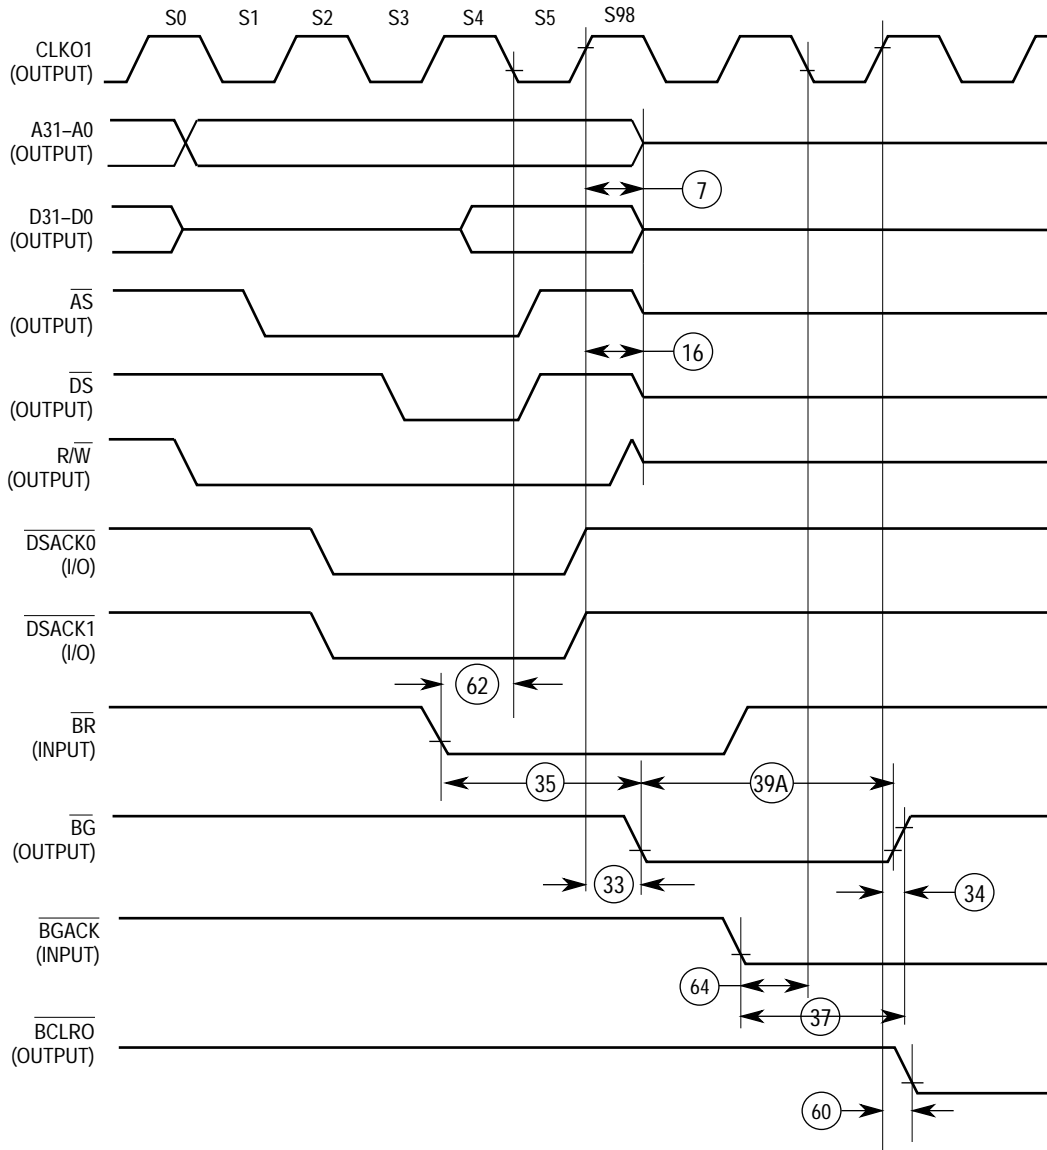 S0 S1 S2 S3 S4 S5 S98
CLKO1
(OUTPUT)
A31–A0
(OUTPUT)
7
D31–D0
(OUTPUT)
AS
(OUTPUT)
16
DS
(OUTPUT)
R/W
(OUTPUT)
DSACK0
(I/O)
DSACK1
(I/O)
62
BR
(INPUT)
35 39A
BG
(OUTPUT)
33 34
BGACK
(INPUT)
64
37
BCLRO
(OUTPUT)
60